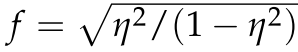 f = √η²/(1 − η²)